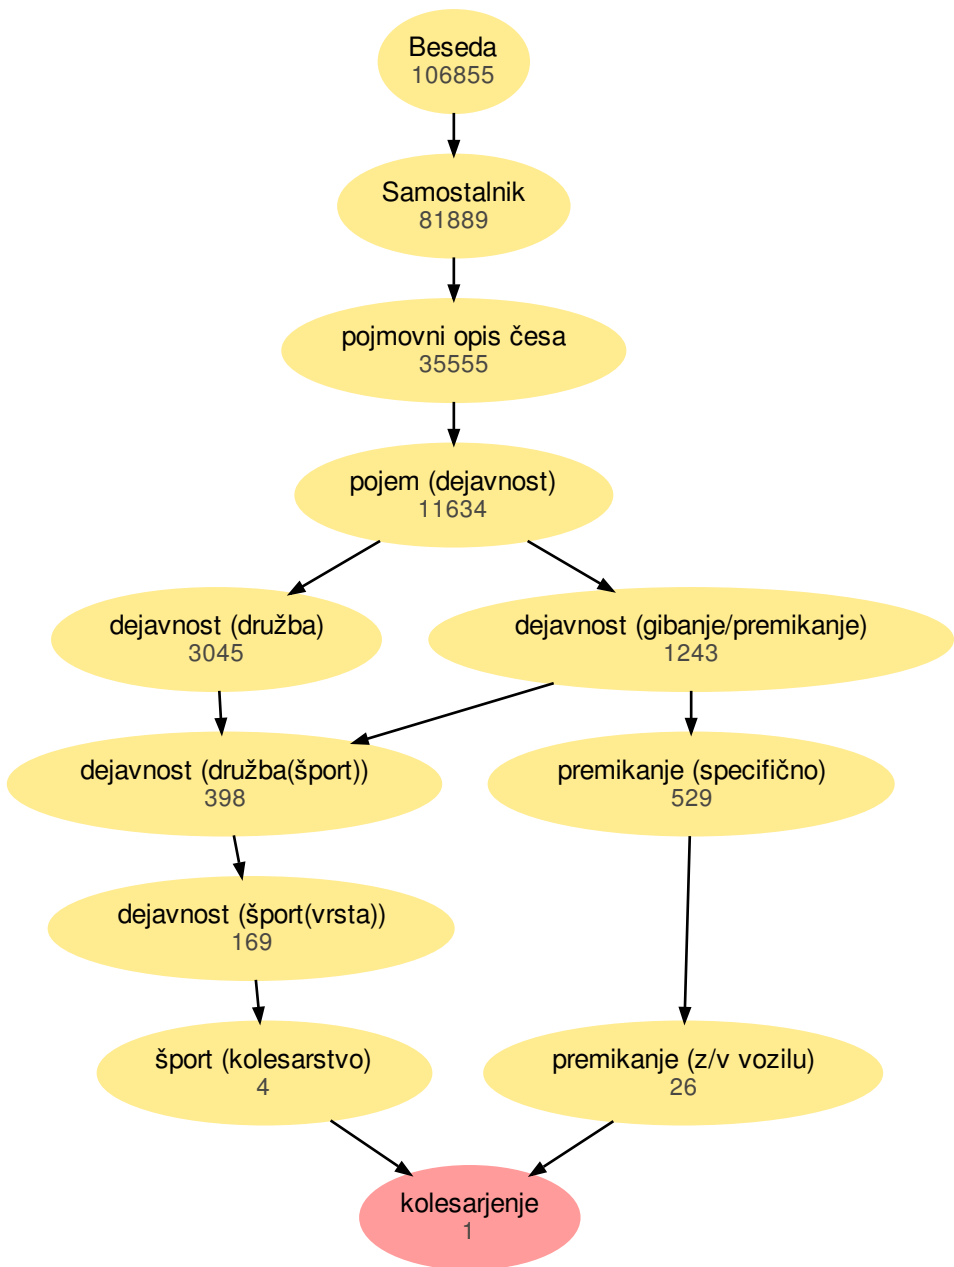 Beseda
106855
Samostalnik
81889
pojmovni opis česa
35555
pojem (dejavnost)
11634
dejavnost (družba)
3045
dejavnost (gibanje/premikanje)
1243
dejavnost (družba(šport))
398
premikanje (specifično)
529
dejavnost (šport(vrsta))
169
šport (kolesarstvo)
4
premikanje (z/v vozilu)
26
kolesarjenje
1